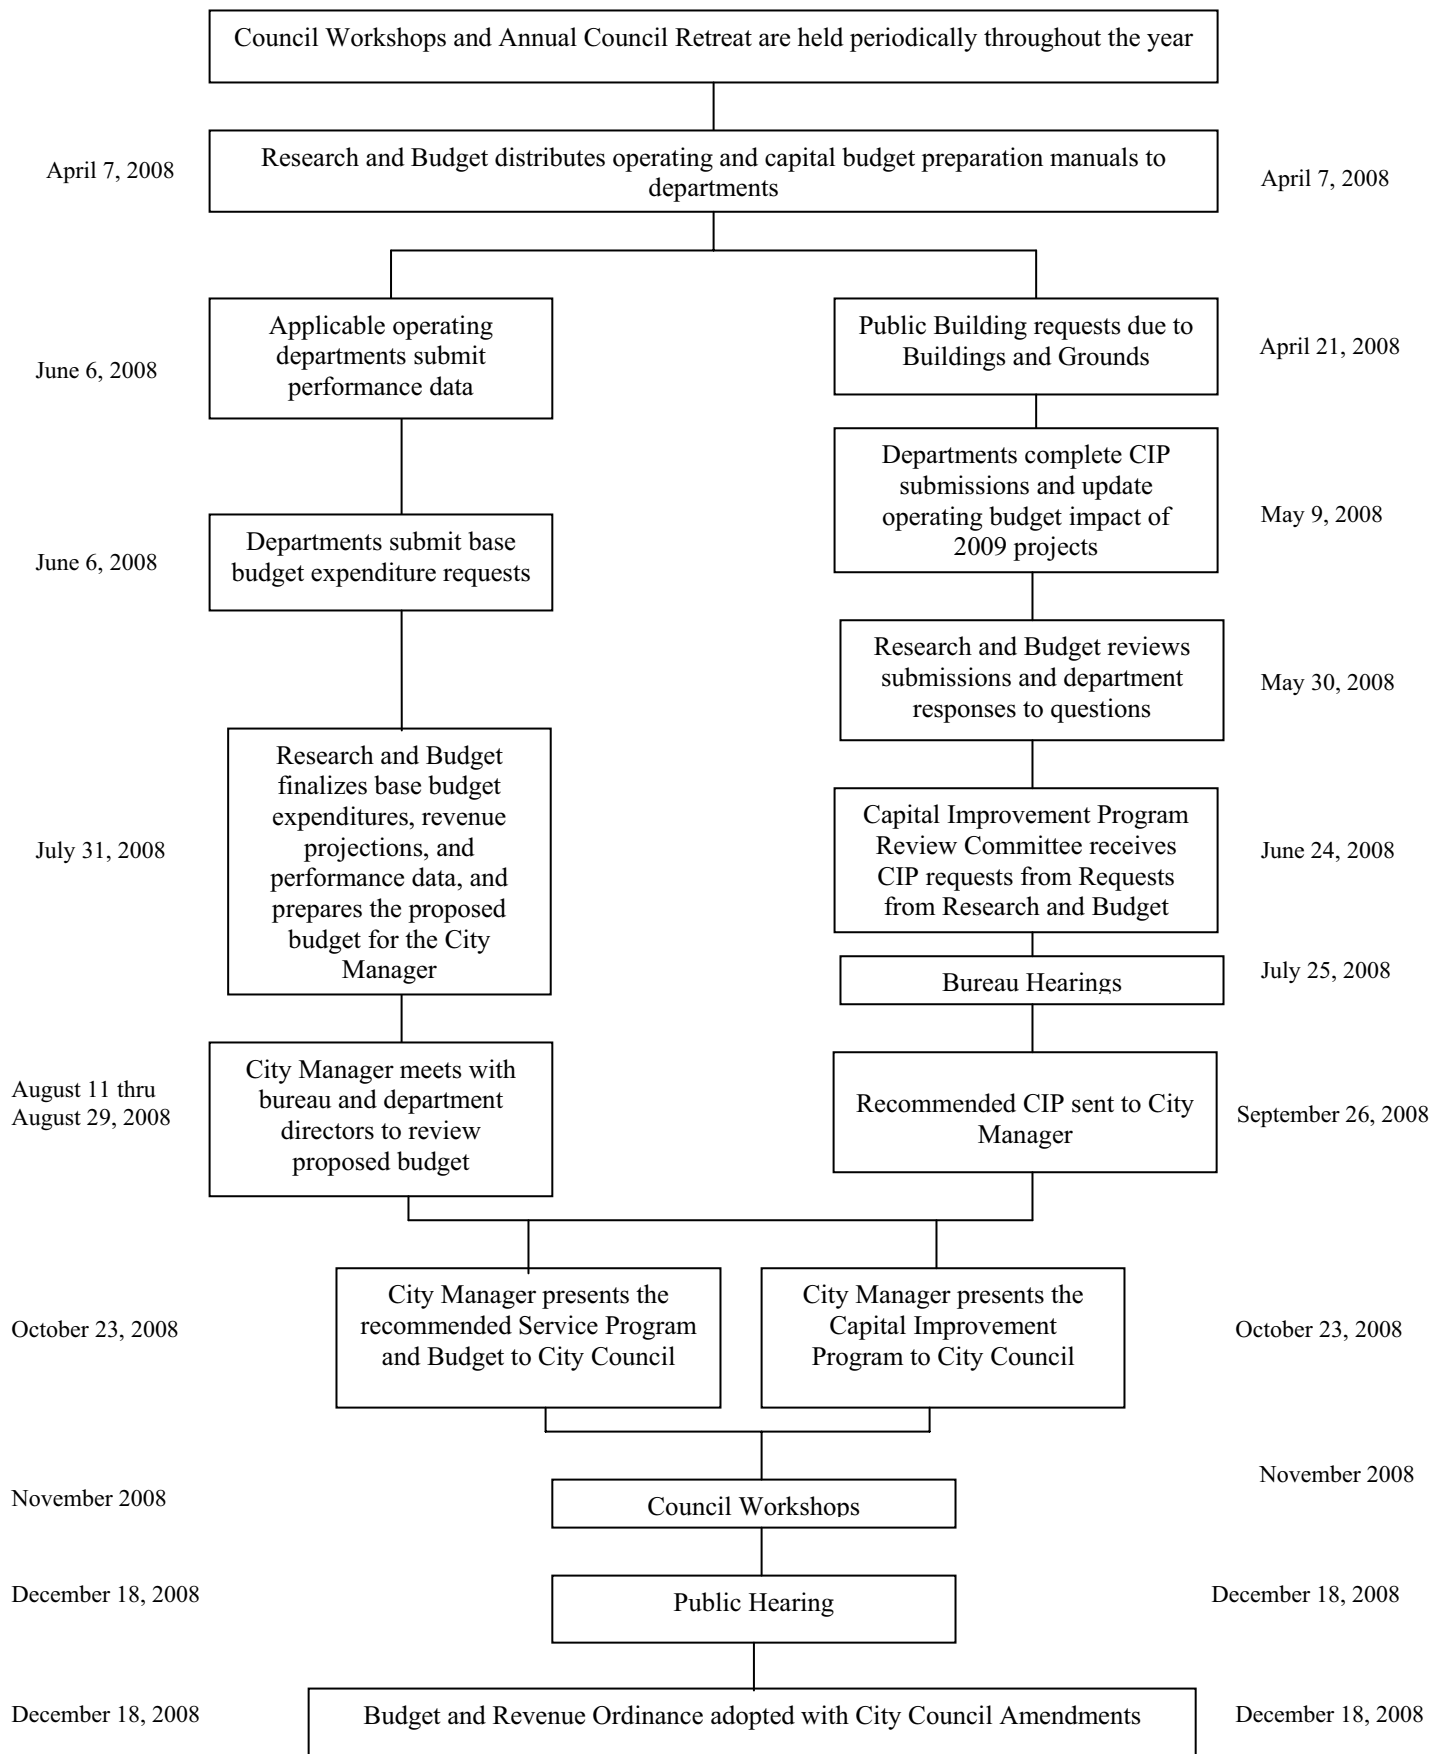 Council Workshops and Annual Council Retreat are held periodically throughout the year
April 7, 2008
Research and Budget distributes operating and capital budget preparation manuals to
departments
April 7, 2008
June 6, 2008
Applicable operating
departments submit
performance data
Public Building requests due to
Buildings and Grounds
April 21, 2008
June 6, 2008
Departments submit base
budget expenditure requests
Departments complete CIP
submissions and update
operating budget impact of
2009 projects
May 9, 2008
Research and Budget reviews
submissions and department
responses to questions
May 30, 2008
July 31, 2008
Research and Budget
finalizes base budget
expenditures, revenue
projections, and
performance data, and
prepares the proposed
budget for the City
Manager
Capital Improvement Program
Review Committee receives
CIP requests from Requests
from Research and Budget
June 24, 2008
Bureau Hearings
July 25, 2008
August 11 thru
August 29, 2008
City Manager meets with
bureau and department
directors to review
proposed budget
Recommended CIP sent to City
Manager
September 26, 2008
October 23, 2008
City Manager presents the
recommended Service Program
and Budget to City Council
City Manager presents the
Capital Improvement
Program to City Council
October 23, 2008
November 2008
Council Workshops
November 2008
December 18, 2008
Public Hearing
December 18, 2008
December 18, 2008
Budget and Revenue Ordinance adopted with City Council Amendments
December 18, 2008